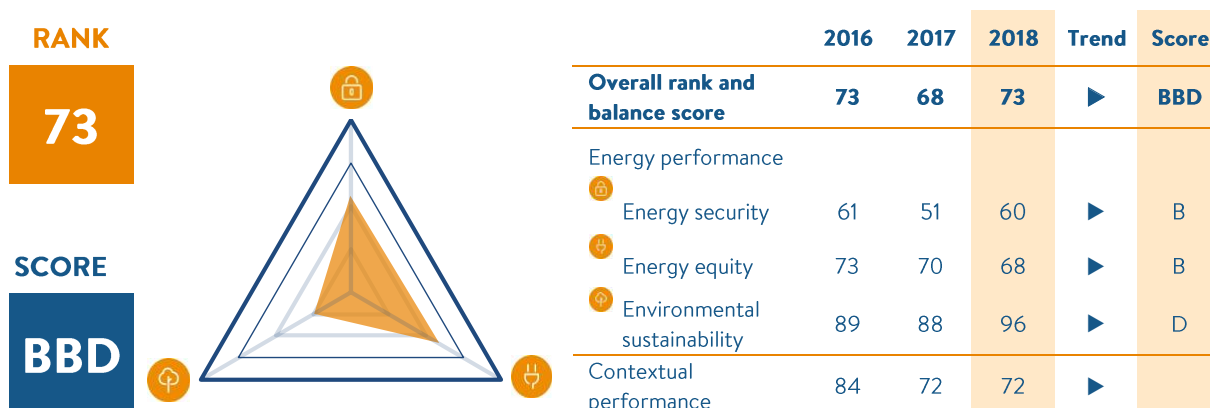 RANK
73
SCORE
BBD
2016 2017 2018 Trend Score
Overall rank and
balance score 73 68 73 BBD
Energy performance
Energy security 61 51 60 B
Energy equity 73 70 68 B
Environmental
sustainability 89 88 96 D
Contextual
performance 84 72 72